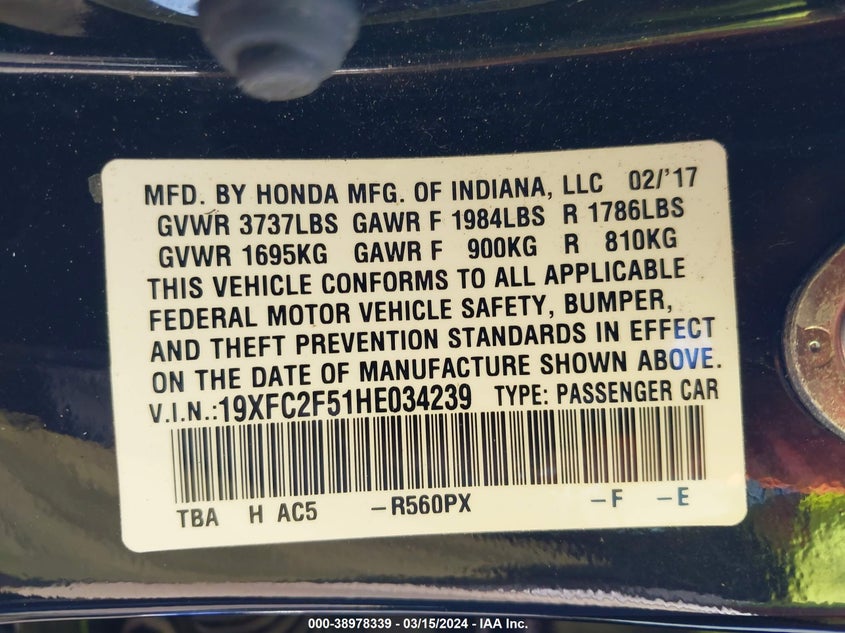 MFD. BY HONDA MFG. OF INDIANA, LLC 02/'17
GVWR 3737LBS GAWR F 1984LBS R 1786LBS
GVWR 1695KG GAWR F 900KG R 810KG
THIS VEHICLE CONFORMS TO ALL APPLICABLE
FEDERAL MOTOR VEHICLE SAFETY, BUMPER,
AND THEFT PREVENTION STANDARDS IN EFFECT
ON THE DATE OF MANUFACTURE SHOWN ABOVE.
V.I.N.:19XFC2F51HE034239 TYPE: PASSENGER CAR
TBA H AC5 -R560PX -F -E
000-38978339 - 03/15/2024 - IAA Inc.